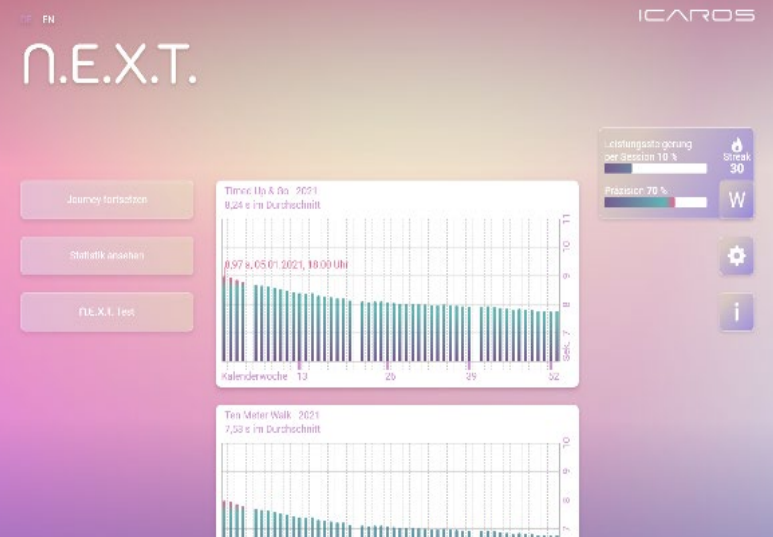 DE EN
ICAROS
N.E.X.T.
Leistungssteigerung
per Session 10 %
Streak
30
Präzision 70 %
W
Journey fortsetzen
Statistik ansehen
N.E.X.T. Test
i
Timed Up & Go 2021
8,24 s im Durchschnitt
8,97 s, 05.01.2021, 18:00 Uhr
11
10
9
8
7
Sek.
Kalenderwoche 13 26 39 52
Ten Meter Walk 2021
7,53 s im Durchschnitt
10
9
8
7